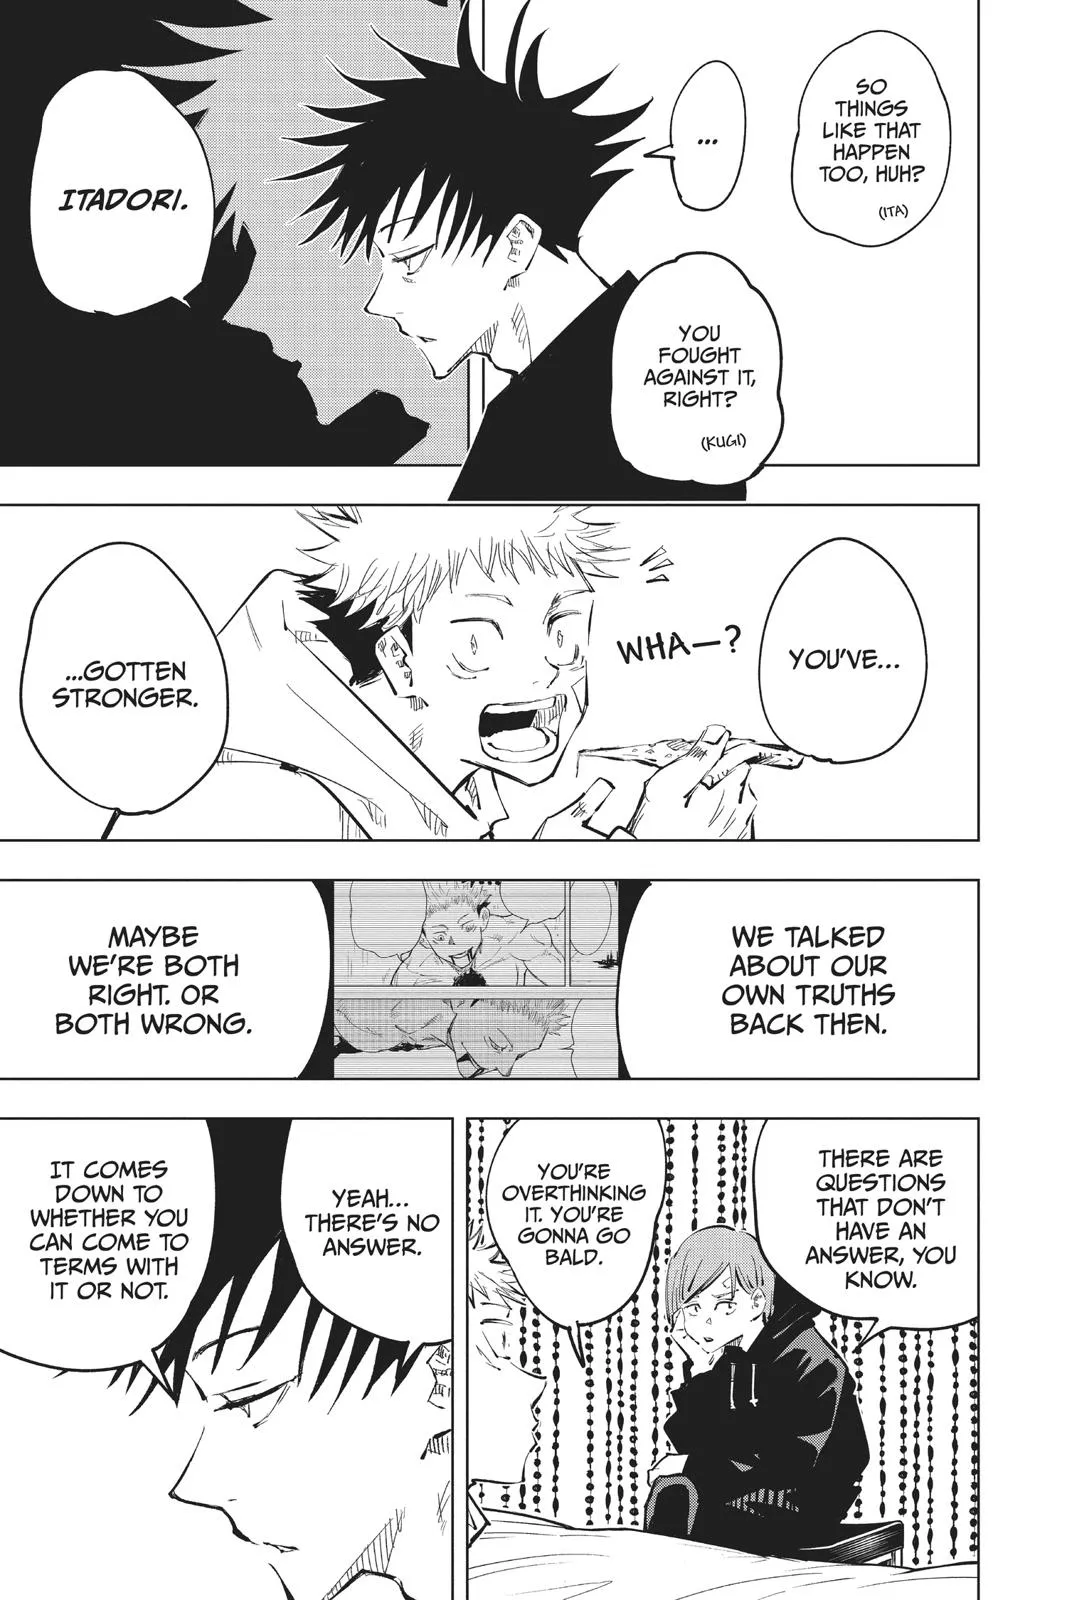 SO
THINGS
LIKE THAT
HAPPEN
TOO, HUH?
(ITA)
...
YOU
FOUGHT
AGAINST IT,
RIGHT?
(KUGI)
ITADORI.
YOU'VE...
WHA—?
...GOTTEN
STRONGER.
WE TALKED
ABOUT OUR
OWN TRUTHS
BACK THEN.
MAYBE
WE'RE BOTH
RIGHT. OR
BOTH WRONG.
THERE ARE
QUESTIONS
THAT DON'T
HAVE AN
ANSWER, YOU
KNOW.
YOU'RE
OVERTHINKING
IT. YOU'RE
GONNA GO
BALD.
YEAH...
THERE'S NO
ANSWER.
IT COMES
DOWN TO
WHETHER YOU
CAN COME TO
TERMS WITH
IT OR NOT.